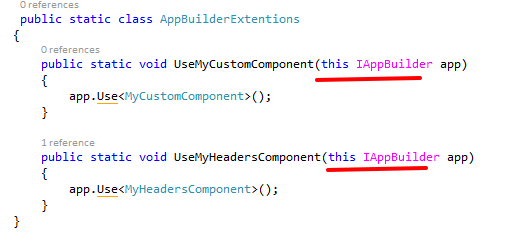 0 references
public static class AppBuilderExtentions
{
0 references
public static void UseMyCustomComponent(this IAppBuilder app)
{
app.Use<MyCustomComponent>();
}
1 reference
public static void UseMyHeadersComponent(this IAppBuilder app)
{
app.Use<MyHeadersComponent>();
}
}